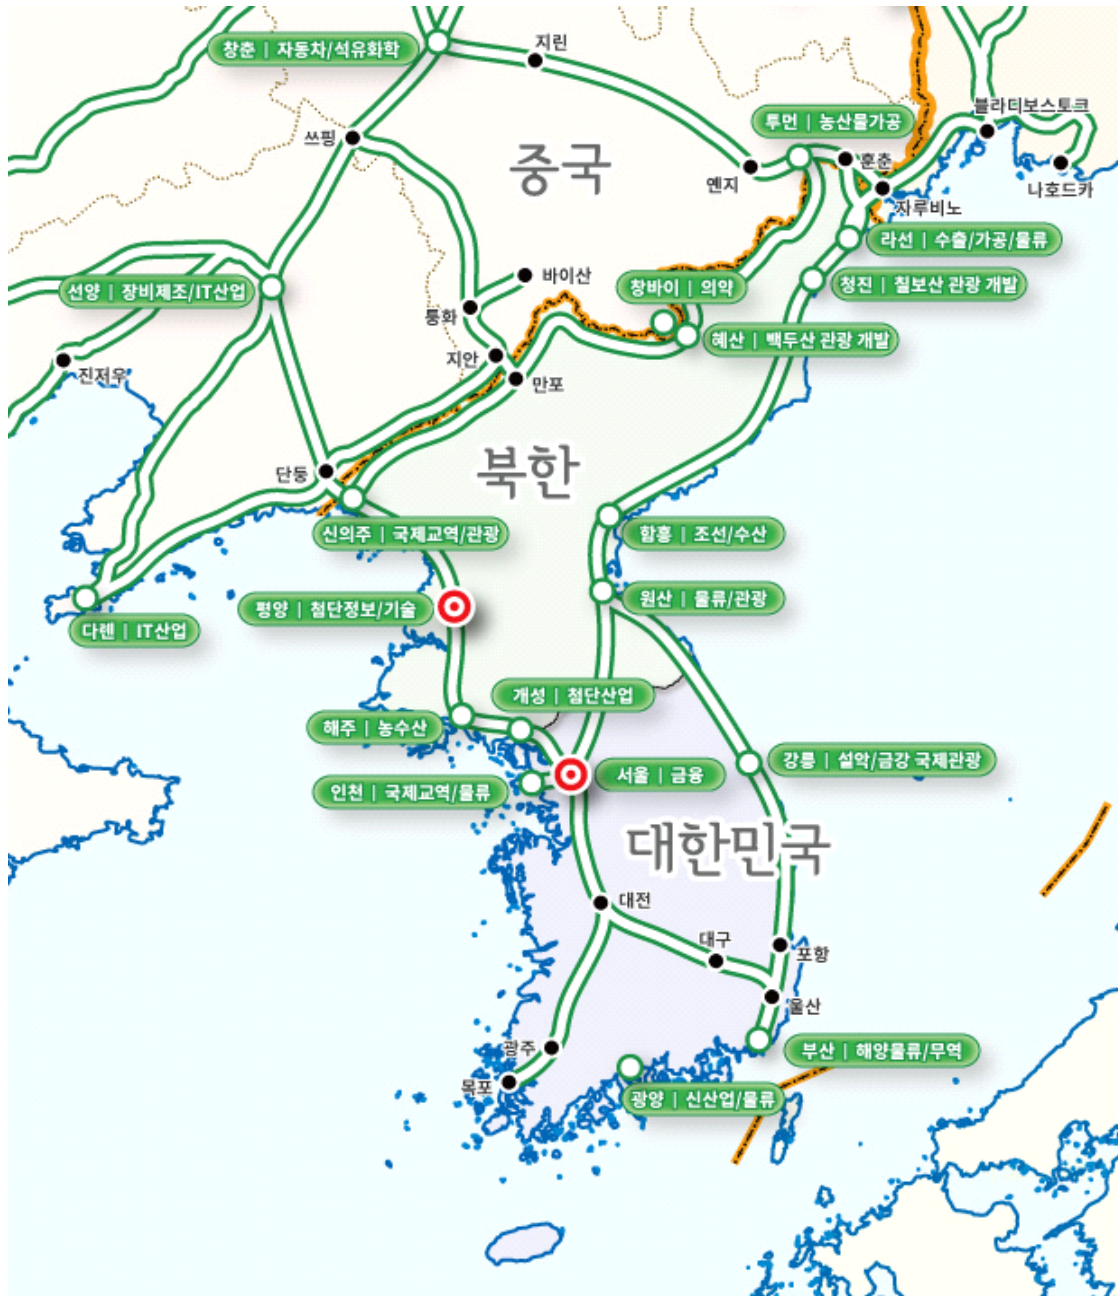 창춘 | 자동차/석유화학
지린
블라디보스토크
투먼 | 농산물가공
쓰핑
중국
훈춘
옌지
나호드카
자루비노
라선 | 수출/가공/물류
선양 | 장비제조/IT산업
바이산
창바이 | 의약
청진 | 칠보산 관광 개발
퉁화
혜산 | 백두산 관광 개발
지안
진저우
만포
북한
단둥
신의주 | 국제교역/관광
함흥 | 조선/수산
평양 | 첨단정보/기술
원산 | 물류/관광
다롄 | IT산업
개성 | 첨단산업
해주 | 농수산
강릉 | 설악/금강 국제관광
서울 | 금융
인천 | 국제교역/물류
대한민국
대전
대구
포항
울산
광주
부산 | 해양물류/무역
목포
광양 | 신산업/물류